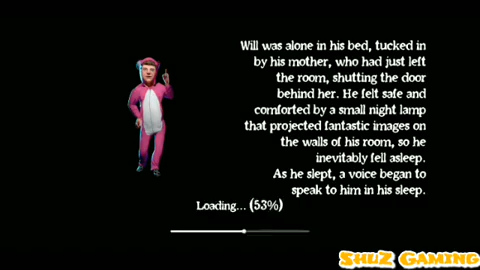 Will was alone in his bed, tucked in
by his mother, who had just left
the room, shutting the door
behind her. He felt safe and
comforted by a small night lamp
that projected fantastic images on
the walls of his room, so he
inevitably fell asleep.
As he slept, a voice began to
speak to him in his sleep.
Loading... (53%)
ShuZ Gaming